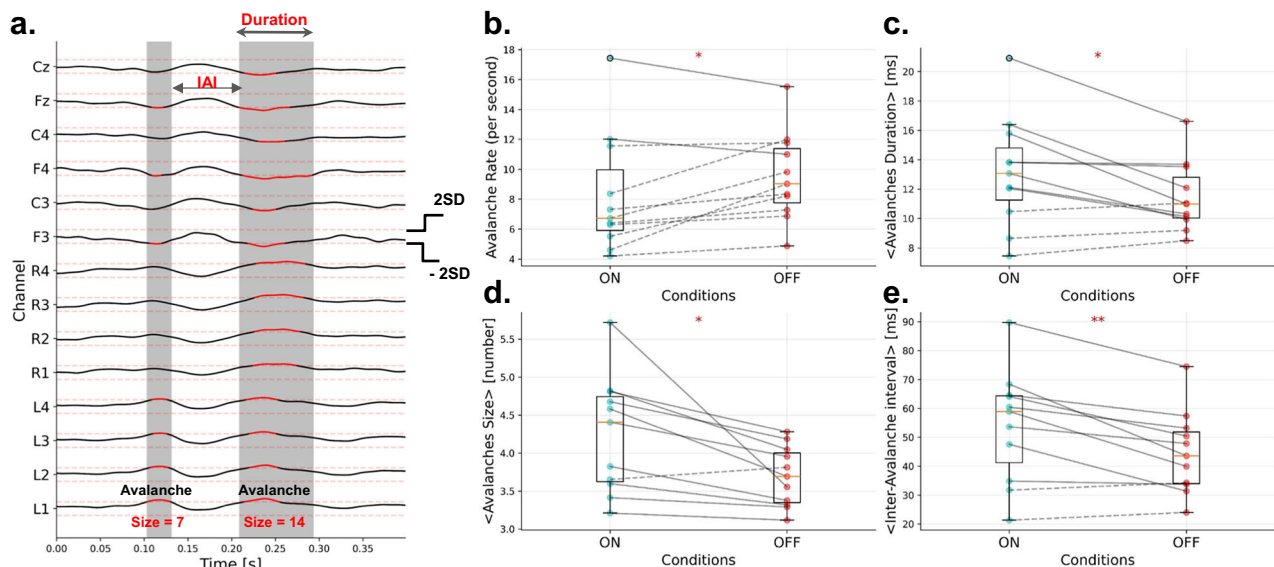 a.
Duration
Cz
IAI
Fz
C4
F4
C3
2SD
F3
- 2SD
R4
Channel
R3
R2
R1
L4
L3
L2
Avalanche Avalanche
L1
Size = 7 Size = 14
0.00 0.05 0.10 0.15 0.20 0.25 0.30 0.35
Time [s]
b.
*
18
16
14
12
10
8
6
4
Avalanche Rate (per second)
ON OFF
Conditions
c.
*
20
18
16
14
12
10
8
<Avalanches Duration> [ms]
ON OFF
Conditions
d.
*
5.5
5.0
4.5
4.0
3.5
3.0
<Avalanches Size> [number]
ON OFF
Conditions
e.
**
90
80
70
60
50
40
30
20
<Inter-Avalanche interval> [ms]
ON OFF
Conditions